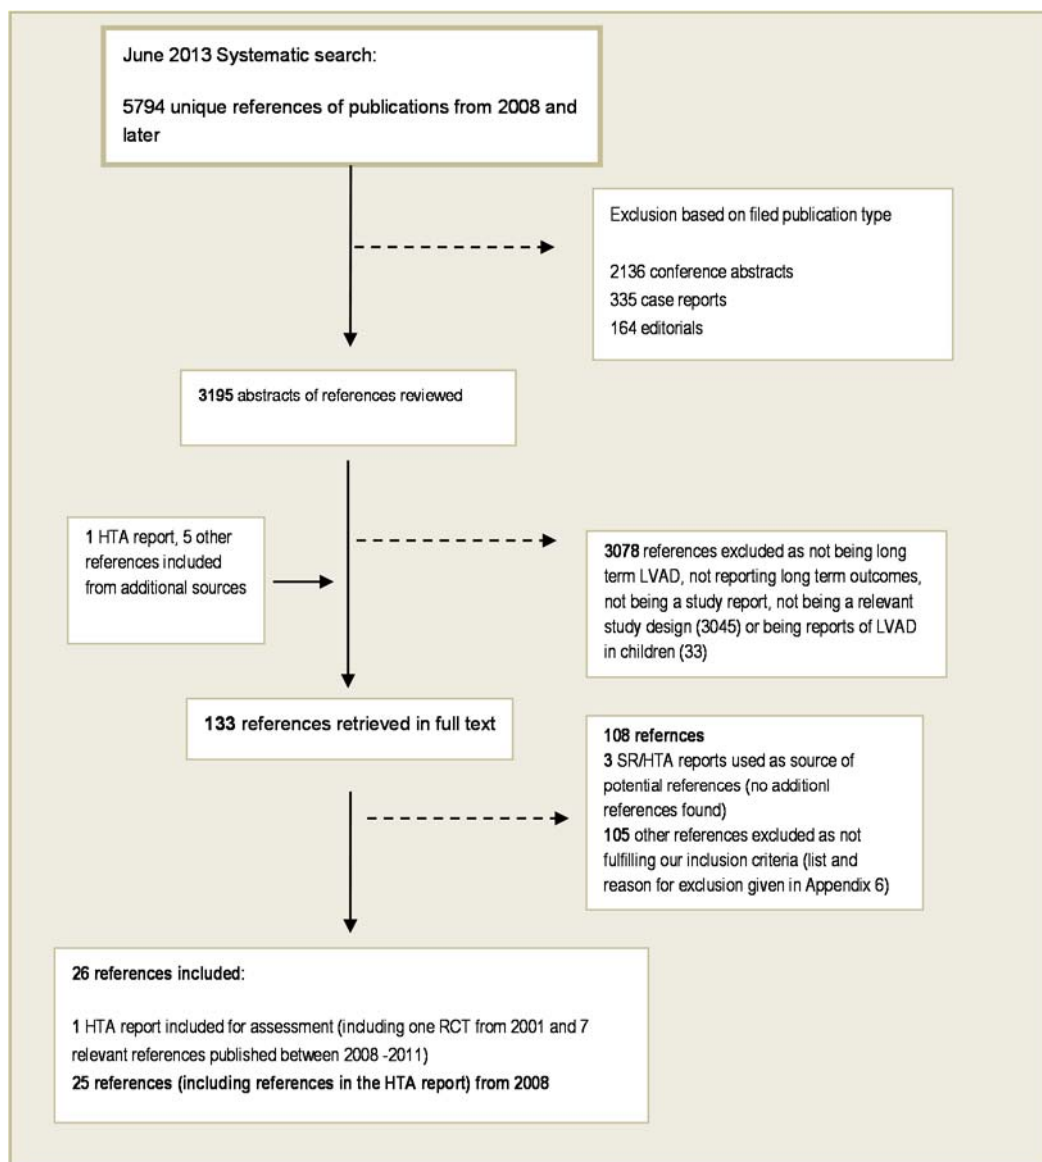 June 2013 Systematic search:
5794 unique references of publications from 2008 and
later
Exclusion based on filed publication type
2136 conference abstracts
335 case reports
164 editorials
3195 abstracts of references reviewed
1 HTA report, 5 other
references included
from additional sources
3078 references excluded as not being long
term LVAD, not reporting long term outcomes,
not being a study report, not being a relevant
study design (3045) or being reports of LVAD
in children (33)
133 references retrieved in full text
108 refernces
3 SR/HTA reports used as source of
potential references (no additionl
references found)
105 other references excluded as not
fulfilling our inclusion criteria (list and
reason for exclusion given in Appendix 6)
26 references included:
1 HTA report included for assessment (including one RCT from 2001 and 7
relevant references published between 2008 -2011)
25 references (including references in the HTA report) from 2008